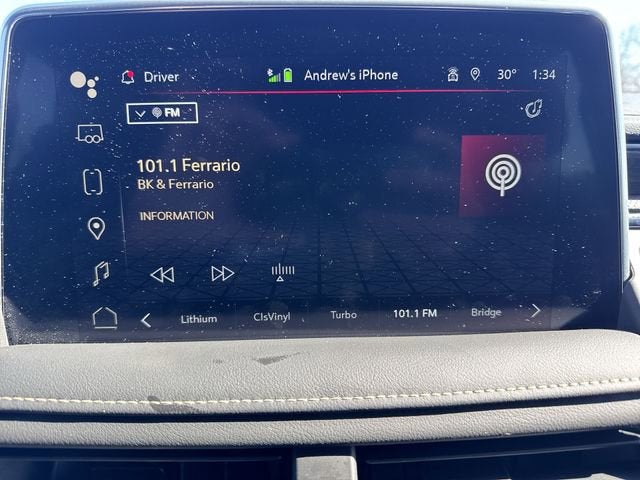 Driver Andrew's iPhone 30° 1:34
FM
101.1 Ferrario
BK & Ferrario
INFORMATION
Lithium ClsVinyl Turbo 101.1 FM Bridge